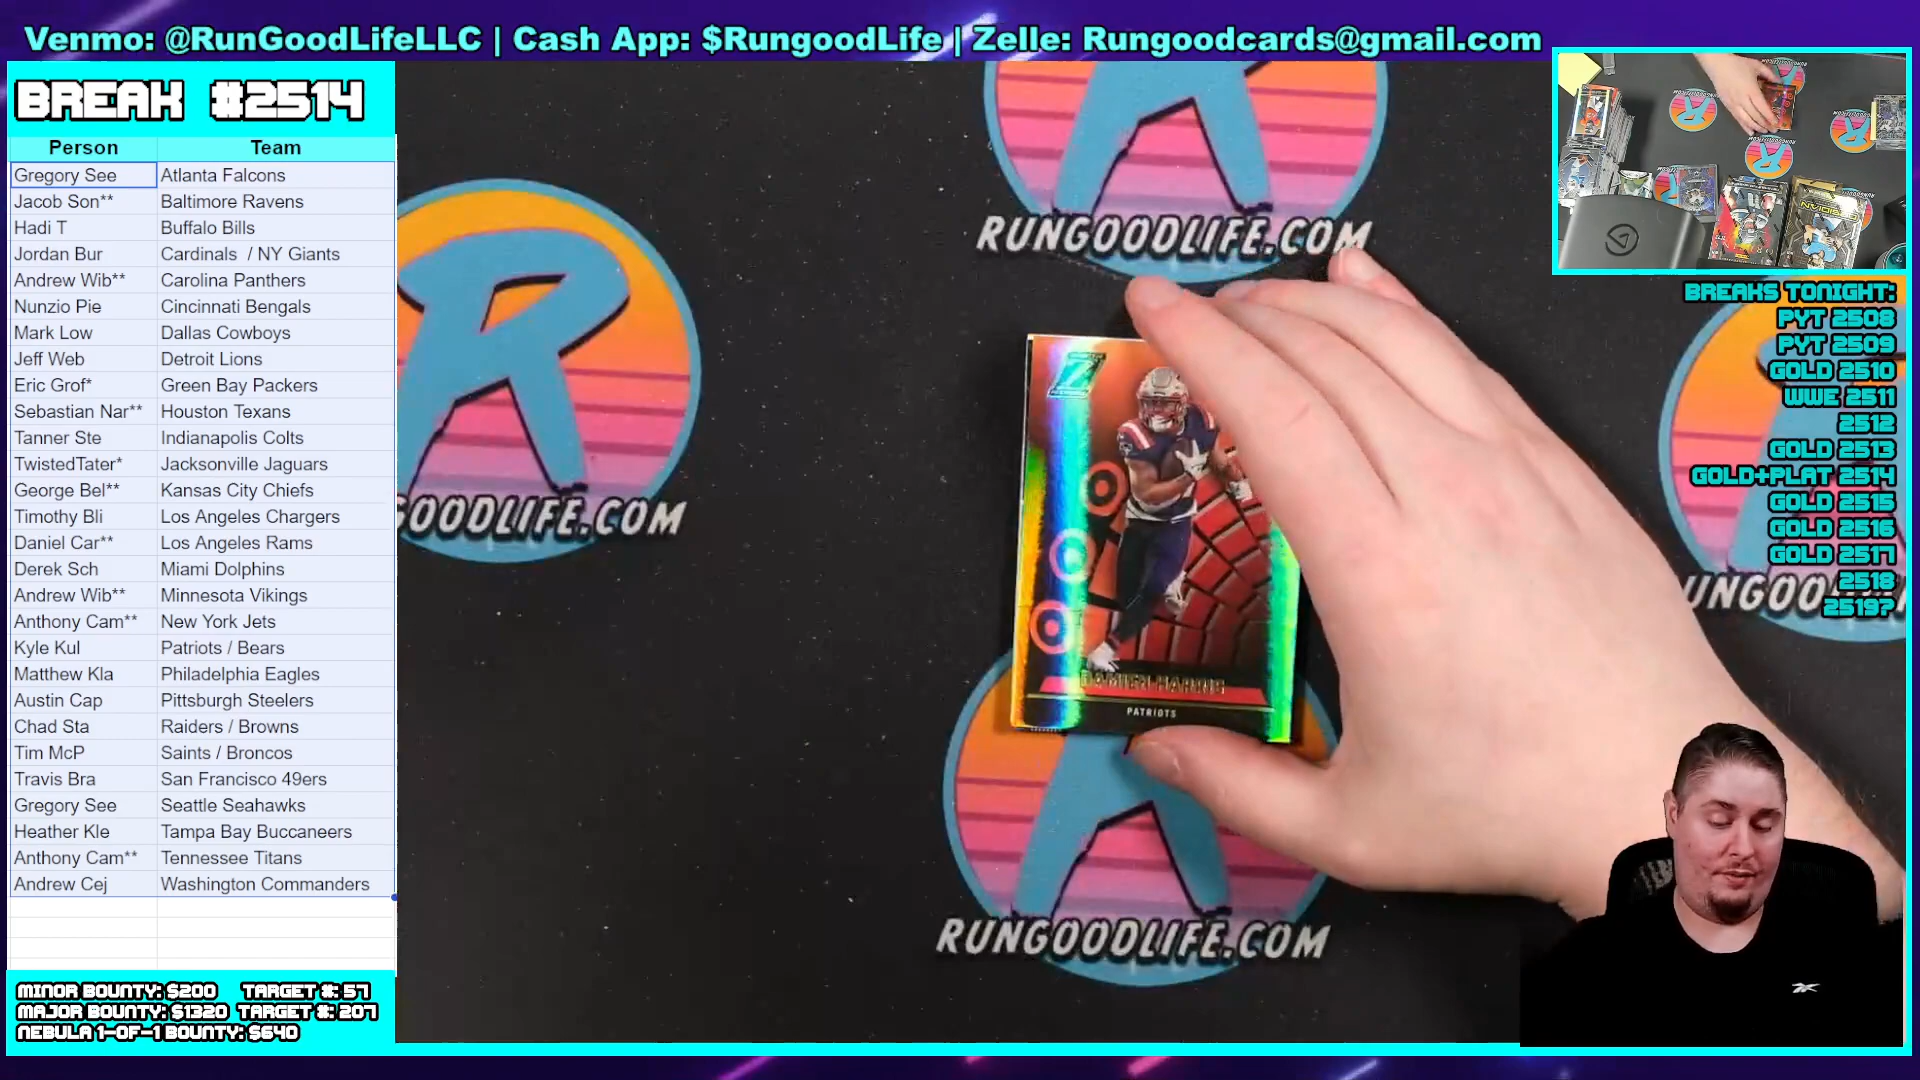 Venmo: @RunGoodLifeLLC | Cash App: $RungoodLife | Zelle: Rungoodcards@gmail.com
BREAK #2514
Person Team
Gregory See Atlanta Falcons
Jacob Son** Baltimore Ravens
Hadi T Buffalo Bills
Jordan Bur Cardinals / NY Giants
Andrew Wib** Carolina Panthers
Nunzio Pie Cincinnati Bengals
Mark Low Dallas Cowboys
Jeff Web Detroit Lions
Eric Grof* Green Bay Packers
Sebastian Nar** Houston Texans
Tanner Ste Indianapolis Colts
TwistedTater* Jacksonville Jaguars
George Bel** Kansas City Chiefs
Timothy Bli Los Angeles Chargers
Daniel Car** Los Angeles Rams
Derek Sch Miami Dolphins
Andrew Wib** Minnesota Vikings
Anthony Cam** New York Jets
Kyle Kul Patriots / Bears
Matthew Kla Philadelphia Eagles
Austin Cap Pittsburgh Steelers
Chad Sta Raiders / Browns
Tim McP Saints / Broncos
Travis Bra San Francisco 49ers
Gregory See Seattle Seahawks
Heather Kle Tampa Bay Buccaneers
Anthony Cam** Tennessee Titans
Andrew Cej Washington Commanders
MINOR BOUNTY: $200 TARGET #: 57
MAJOR BOUNTY: $1320 TARGET #: 207
NEBULA 1-OF-1 BOUNTY: $640
R
RUNGOODLIFE.COM
R
GOODLIFE.COM
Z
DAMIEN HARRIS
PATRIOTS
R
RUNGOODLIFE.COM
OBSIDIAN
BREAKS TONIGHT:
PYT 2508
PYT 2509
GOLD 2510
WWE 2511
2512
GOLD 2513
GOLD+PLAT 2514
GOLD 2515
GOLD 2516
GOLD 2517
2518
2519?